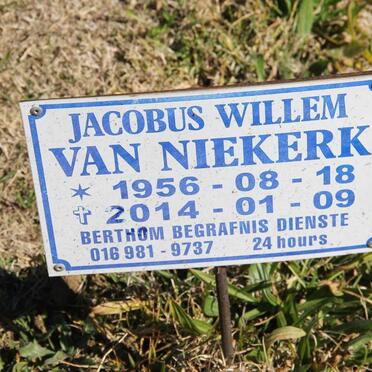 JACOBUS WILLEM
VAN NIEKERK
* 1956 - 08 - 18
✝ 2014 - 01 - 09
BERTHOM BEGRAFNIS DIENSTE
016 981 - 9737 24 hours